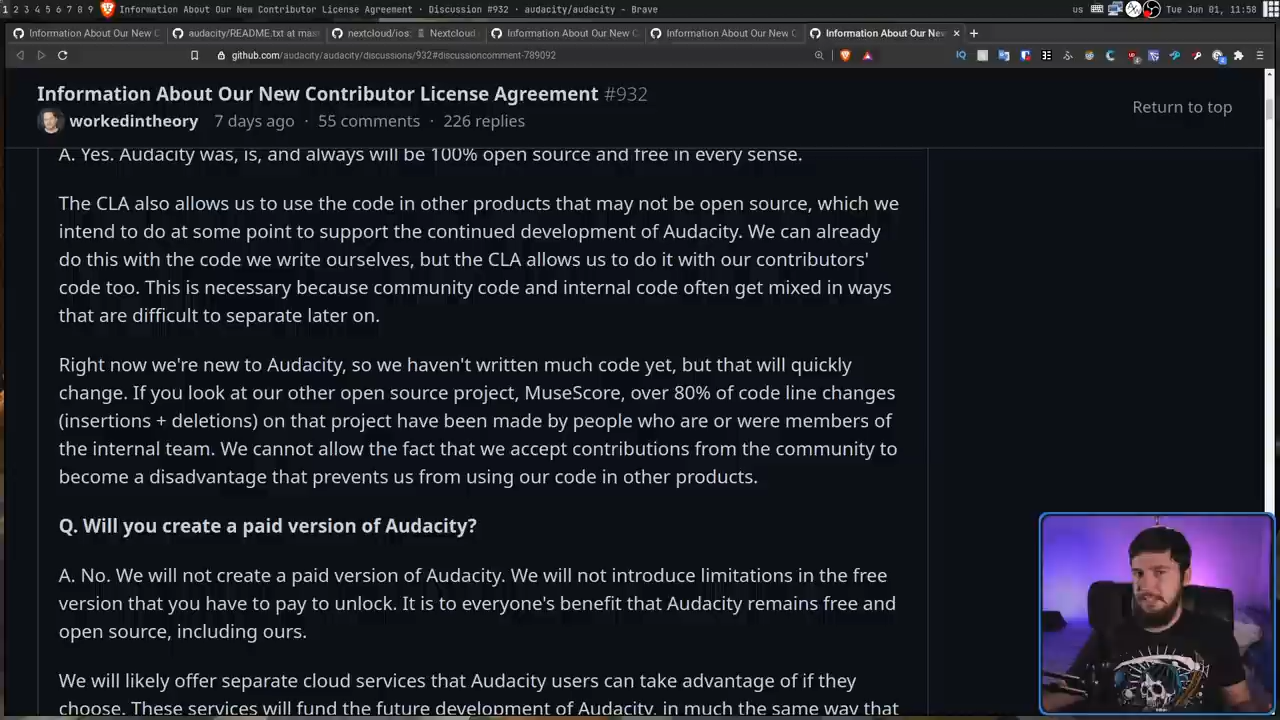 1 2 3 4 5 6 7 8 9 Information About Our New Contributor License Agreement · Discussion #932 · audacity/audacity - Brave us Tue Jun 01, 11:58
Information About Our New C audacity/README.txt at mast nextcloud/ios: Nextcloud Information About Our New C Information About Our New C Information About Our New
github.com/audacity/audacity/discussions/932#discussioncomment-789092
Information About Our New Contributor License Agreement #932
Return to top
workedintheory 7 days ago · 55 comments · 226 replies
A. Yes. Audacity was, is, and always will be 100% open source and free in every sense.
The CLA also allows us to use the code in other products that may not be open source, which we
intend to do at some point to support the continued development of Audacity. We can already
do this with the code we write ourselves, but the CLA allows us to do it with our contributors'
code too. This is necessary because community code and internal code often get mixed in ways
that are difficult to separate later on.
Right now we're new to Audacity, so we haven't written much code yet, but that will quickly
change. If you look at our other open source project, MuseScore, over 80% of code line changes
(insertions + deletions) on that project have been made by people who are or were members of
the internal team. We cannot allow the fact that we accept contributions from the community to
become a disadvantage that prevents us from using our code in other products.
Q. Will you create a paid version of Audacity?
A. No. We will not create a paid version of Audacity. We will not introduce limitations in the free
version that you have to pay to unlock. It is to everyone's benefit that Audacity remains free and
open source, including ours.
We will likely offer separate cloud services that Audacity users can take advantage of if they
choose. These services will fund the future development of Audacity, in much the same way that